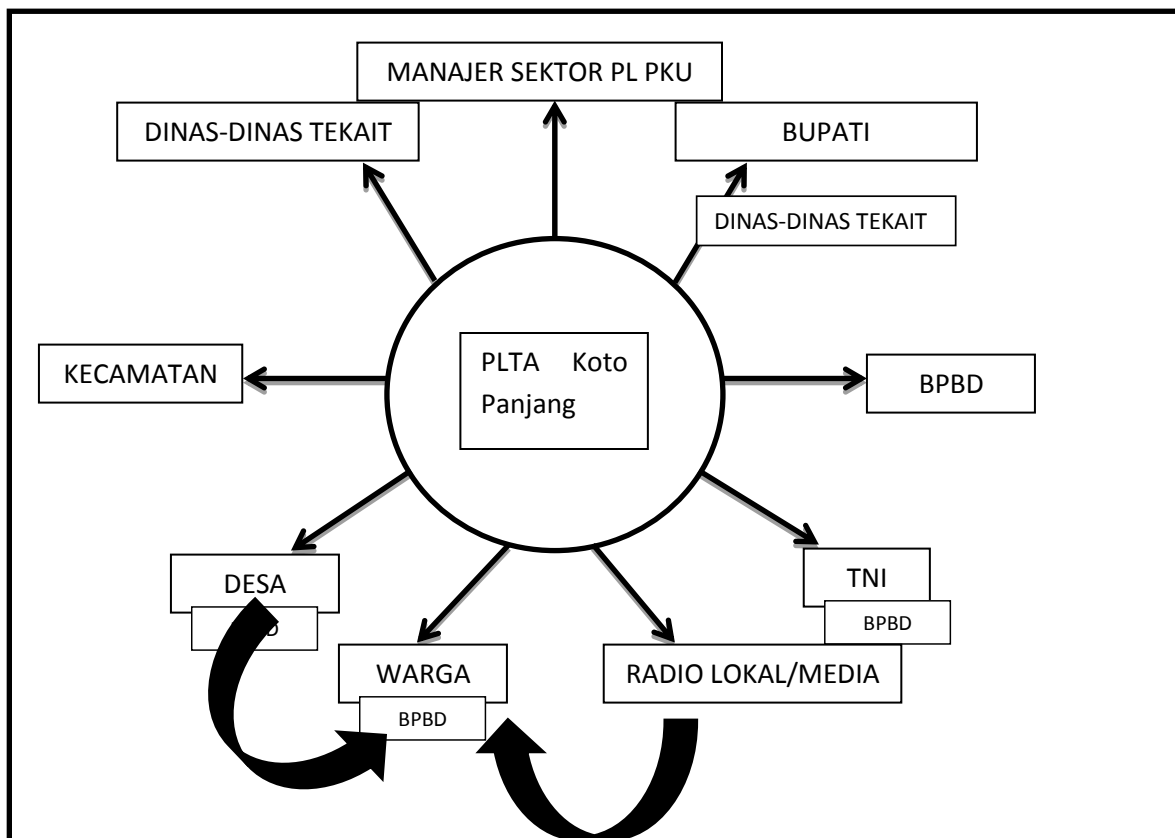 MANAJER SEKTOR PL PKU
DINAS-DINAS TEKAIT
BUPATI
DINAS-DINAS TEKAIT
KECAMATAN
PLTA Koto
Panjang
BPBD
DESA
TNI
BPBD
WARGA
BPBD
RADIO LOKAL/MEDIA